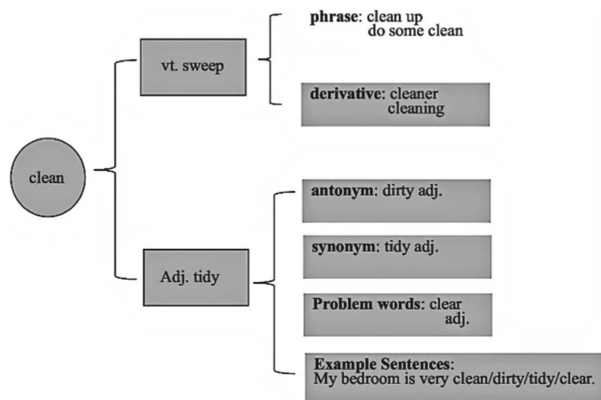 clean
vt. sweep
phrase: clean up
do some clean
derivative: cleaner
cleaning
Adj. tidy
antonym: dirty adj.
synonym: tidy adj.
Problem words: clear
adj.
Example Sentences:
My bedroom is very clean/dirty/tidy/clear.